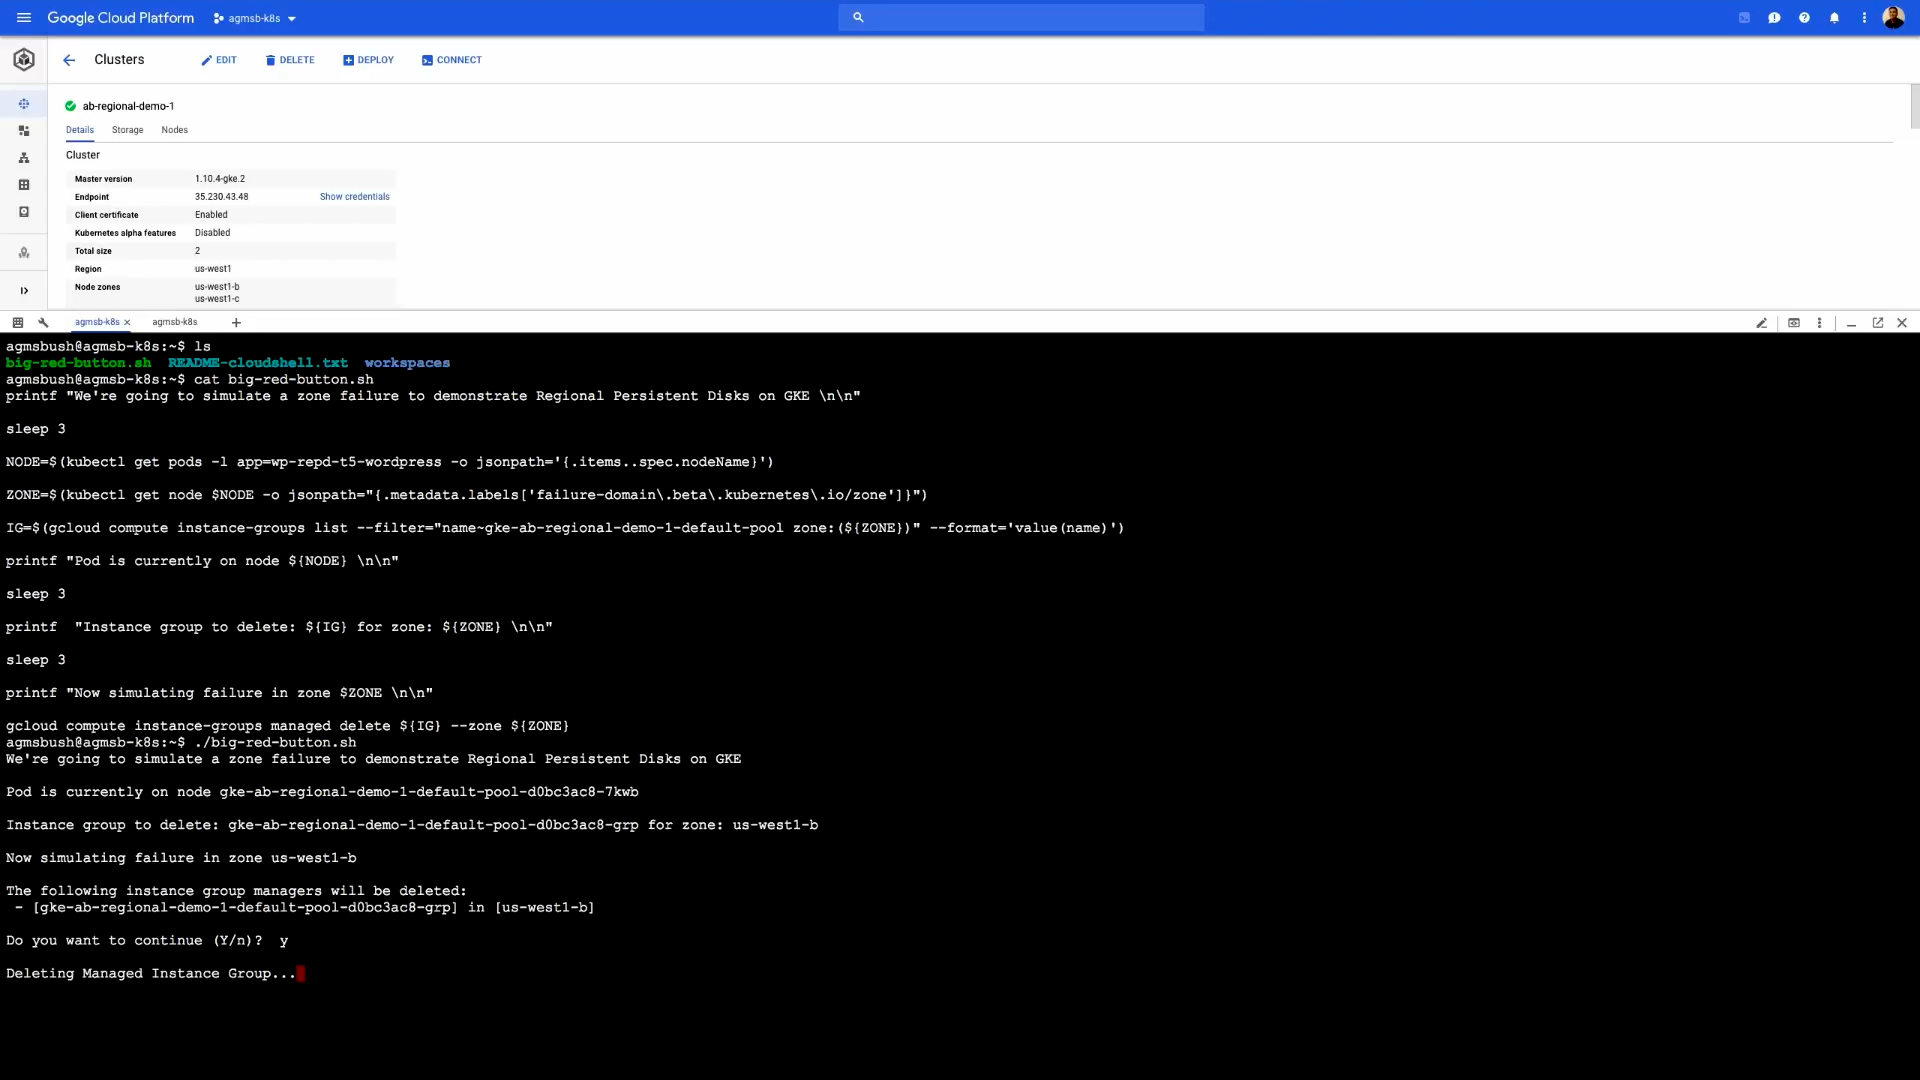 Google Cloud Platform agmsb-k8s
Clusters EDIT DELETE DEPLOY CONNECT
ab-regional-demo-1
Details Storage Nodes
Cluster
Master version 1.10.4-gke.2
Endpoint 35.230.43.48 Show credentials
Client certificate Enabled
Kubernetes alpha features Disabled
Total size 2
Region us-west1
Node zones us-west1-b
us-west1-c
agmsb-k8s × agmsb-k8s +
agmsbush@agmsb-k8s:~$ ls
big-red-button.sh README-cloudshell.txt workspaces
agmsbush@agmsb-k8s:~$ cat big-red-button.sh
printf "We're going to simulate a zone failure to demonstrate Regional Persistent Disks on GKE \n\n"
sleep 3
NODE=$(kubectl get pods -l app=wp-repd-t5-wordpress -o jsonpath='{.items..spec.nodeName}')
ZONE=$(kubectl get node $NODE -o jsonpath="{.metadata.labels['failure-domain\.beta\.kubernetes\.io/zone']}")
IG=$(gcloud compute instance-groups list --filter="name~gke-ab-regional-demo-1-default-pool zone:(${ZONE})" --format='value(name)')
printf "Pod is currently on node ${NODE} \n\n"
sleep 3
printf  "Instance group to delete: ${IG} for zone: ${ZONE} \n\n"
sleep 3
printf "Now simulating failure in zone $ZONE \n\n"
gcloud compute instance-groups managed delete ${IG} --zone ${ZONE}
agmsbush@agmsb-k8s:~$ ./big-red-button.sh
We're going to simulate a zone failure to demonstrate Regional Persistent Disks on GKE
Pod is currently on node gke-ab-regional-demo-1-default-pool-d0bc3ac8-7kwb
Instance group to delete: gke-ab-regional-demo-1-default-pool-d0bc3ac8-grp for zone: us-west1-b
Now simulating failure in zone us-west1-b
The following instance group managers will be deleted:
- [gke-ab-regional-demo-1-default-pool-d0bc3ac8-grp] in [us-west1-b]
Do you want to continue (Y/n)?  y
Deleting Managed Instance Group...